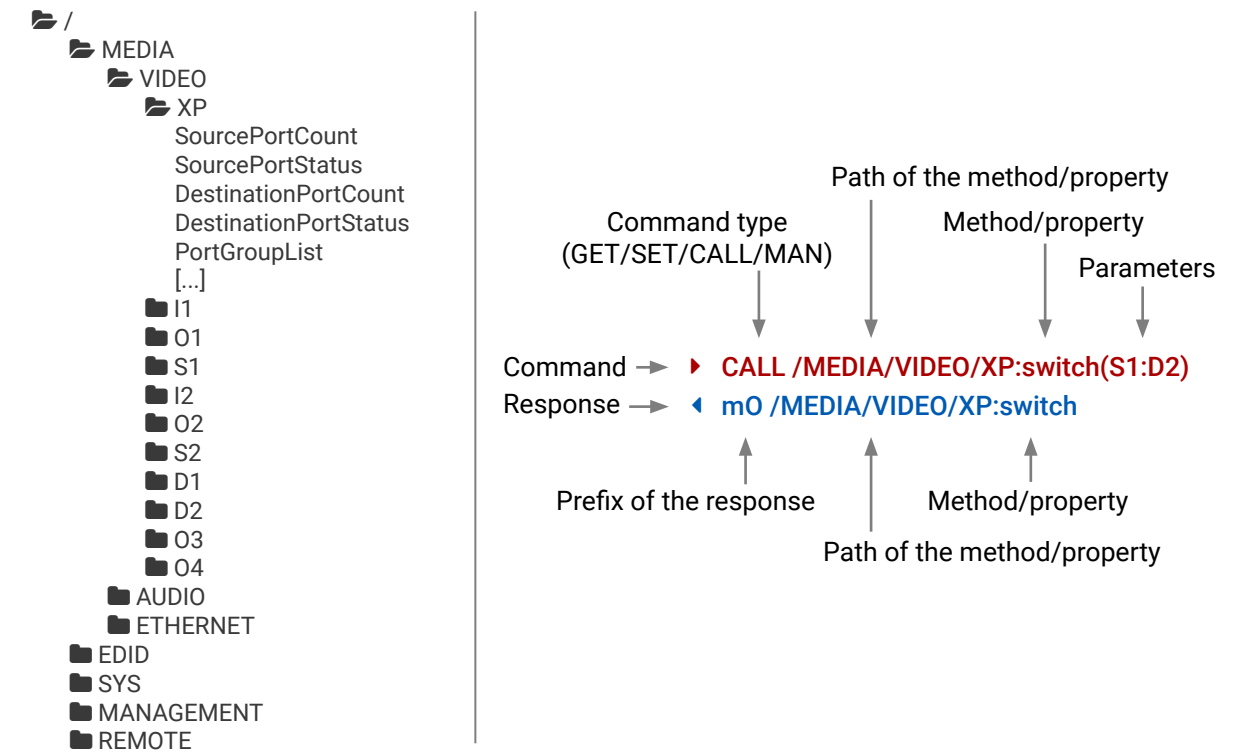 /
MEDIA
VIDEO
XP
SourcePortCount
SourcePortStatus
DestinationPortCount
DestinationPortStatus
PortGroupList
[...]
I1
O1
S1
I2
O2
S2
D1
D2
O3
O4
AUDIO
ETHERNET
EDID
SYS
MANAGEMENT
REMOTE
Path of the method/property
Command type
(GET/SET/CALL/MAN)
Method/property
Parameters
Command
CALL /MEDIA/VIDEO/XP:switch(S1:D2)
Response
mO /MEDIA/VIDEO/XP:switch
Prefix of the response
Method/property
Path of the method/property